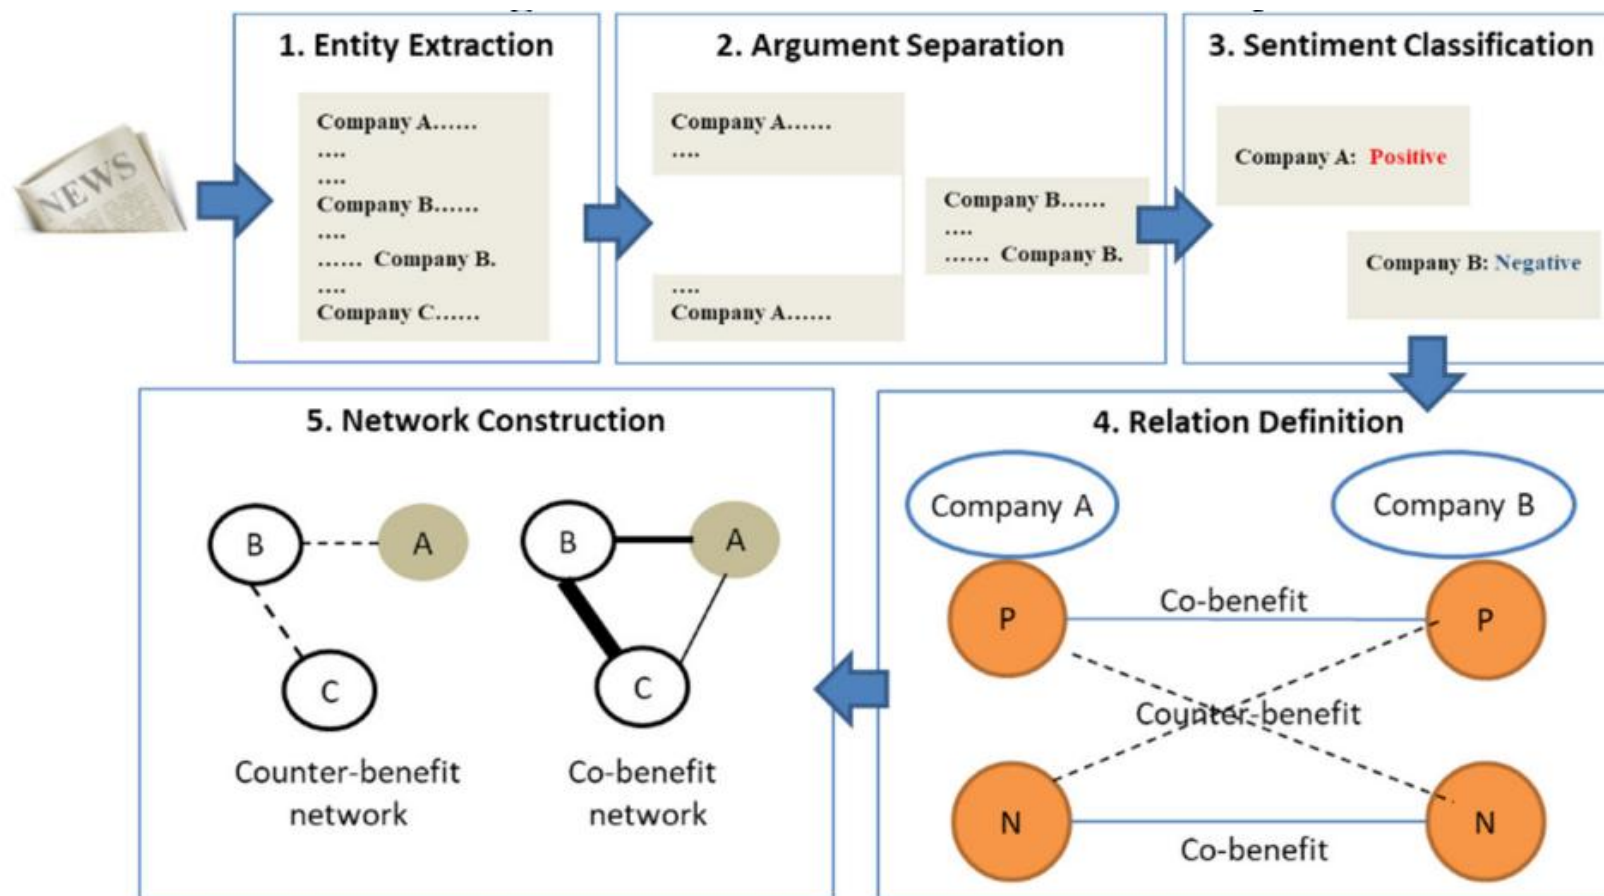 1. Entity Extraction
Company A......
....
....
Company B......
....
...... Company B.
....
Company C......
2. Argument Separation
Company A......
....
....
Company A......
Company B......
....
...... Company B.
3. Sentiment Classification
Company A: Positive
Company B: Negative
NEWS
4. Relation Definition
Company A
Company B
P
Co-benefit
P
Counter-benefit
N
Co-benefit
N
5. Network Construction
B
A
C
Counter-benefit
network
B
A
C
Co-benefit
network